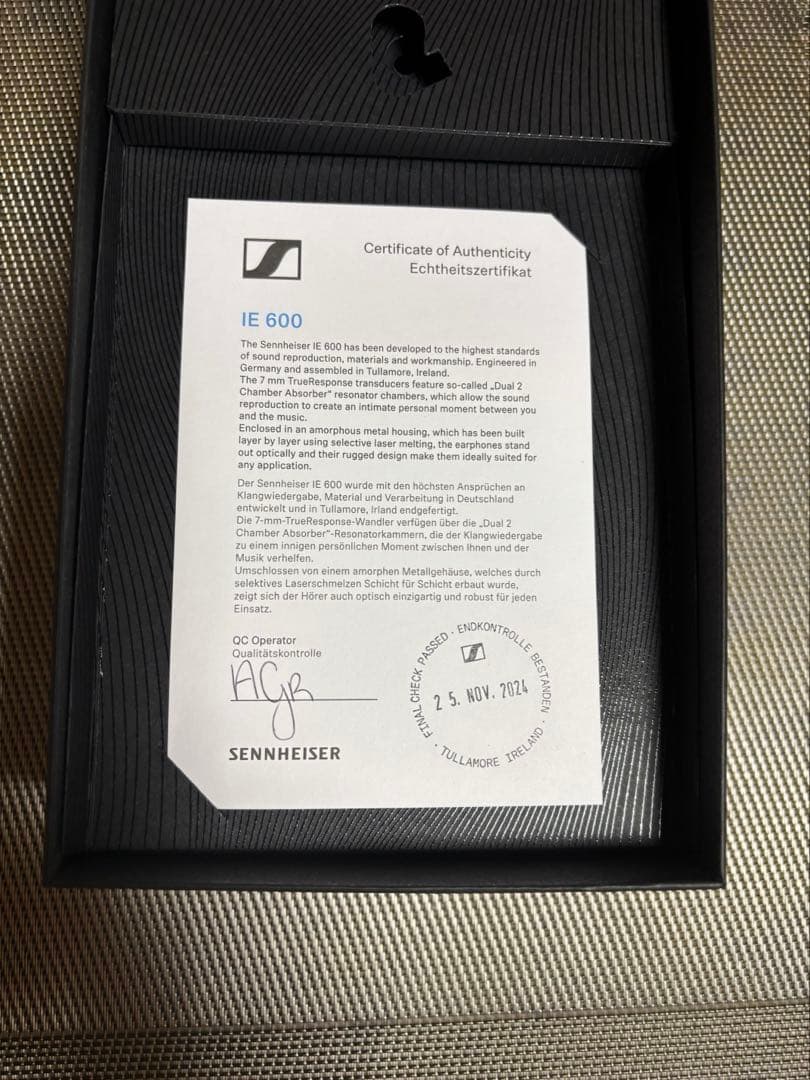 Certificate of Authenticity
Echtheitszertifikat
IE 600
The Sennheiser IE 600 has been developed to the highest standards
of sound reproduction, materials and workmanship. Engineered in
Germany and assembled in Tullamore, Ireland.
The 7 mm TrueResponse transducers feature so-called „Dual 2
Chamber Absorber“ resonator chambers, which allow the sound
reproduction to create an intimate personal moment between you
and the music.
Enclosed in an amorphous metal housing, which has been built
layer by layer using selective laser melting, the earphones stand
out optically and their rugged design make them ideally suited for
any application.
Der Sennheiser IE 600 wurde mit den höchsten Ansprüchen an
Klangwiedergabe, Material und Verarbeitung in Deutschland
entwickelt und in Tullamore, Irland endgefertigt.
Die 7-mm-TrueResponse-Wandler verfügen über die „Dual 2
Chamber Absorber“-Resonatorkammern, die der Klangwiedergabe
zu einem innigen persönlichen Moment zwischen Ihnen und der
Musik verhelfen.
Umschlossen von einem amorphen Metallgehäuse, welches durch
selektives Laserschmelzen Schicht für Schicht erbaut wurde,
zeigt sich der Hörer auch optisch einzigartig und robust für jeden
Einsatz.
QC Operator
Qualitätskontrolle
SENNHEISER
FINAL CHECK PASSED · ENDKONTROLLE BESTANDEN ·
25. NOV. 2024
· TULLAMORE IRELAND ·